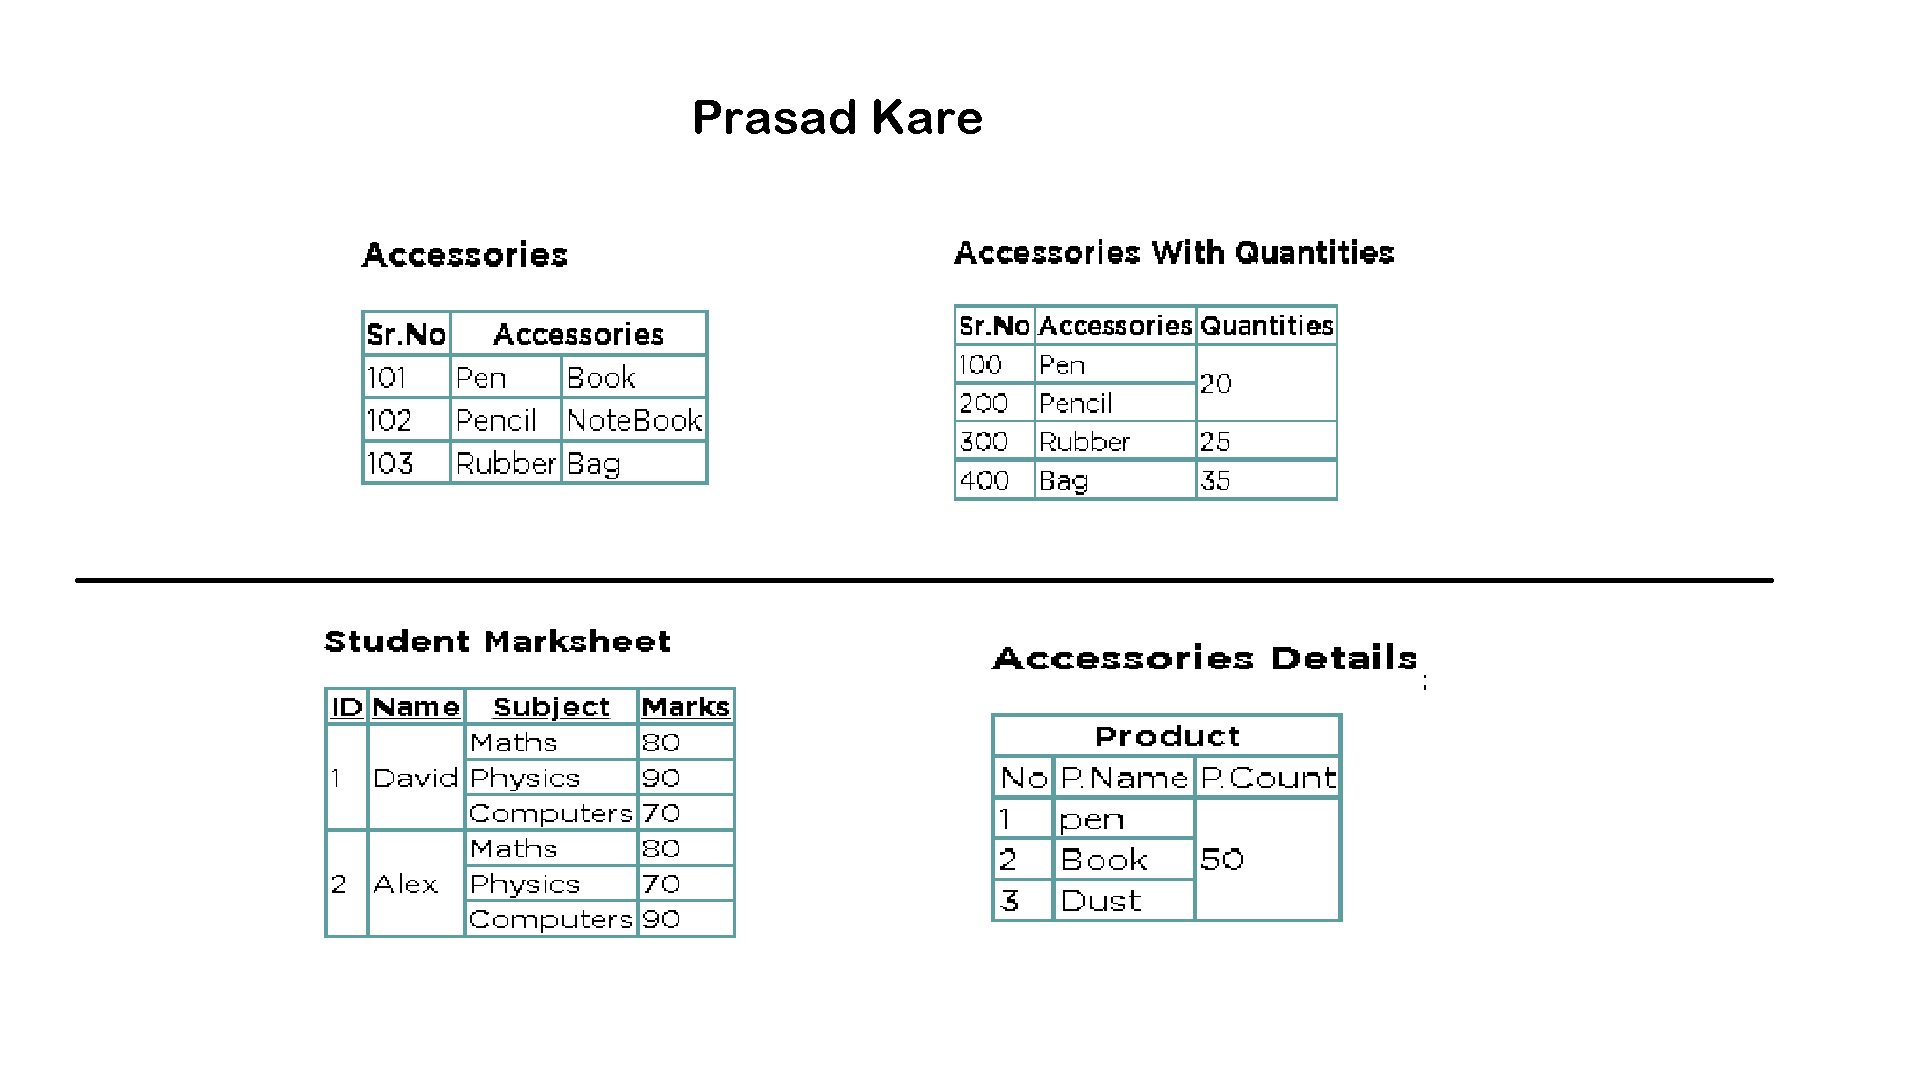 Prasad Kare
Accessories
Sr.No Accessories
101 Pen Book
102 Pencil NoteBook
103 Rubber Bag
Accessories With Quantities
Sr.No Accessories Quantities
100 Pen 20
200 Pencil
300 Rubber 25
400 Bag 35
Student Marksheet
ID Name Subject Marks
Maths 80
1 David Physics 90
Computers 70
Maths 80
2 Alex Physics 70
Computers 90
Accessories Details
Product
No P.Name P.Count
1 pen
2 Book 50
3 Dust